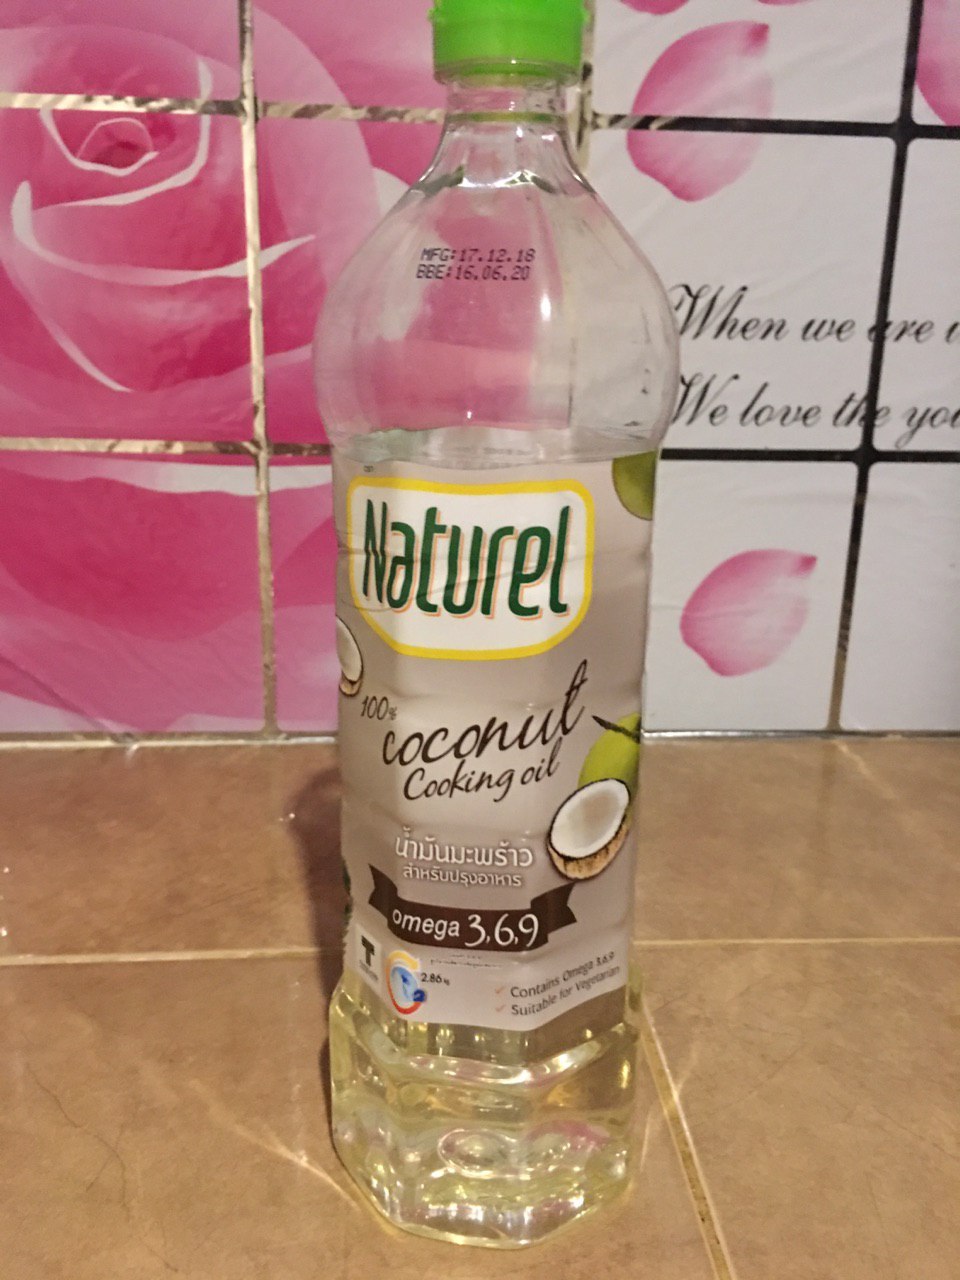 MFG:17.12.18
BBE:16.06.20
When we are
We love the
Naturel
100%
coconut
Cooking oil
น้ำมันมะพร้าว
สำหรับปรุงอาหาร
omega 3,6,9
T
2.86 kg
✓ Contains Omega 3,6,9
✓ Suitable for Vegetarian